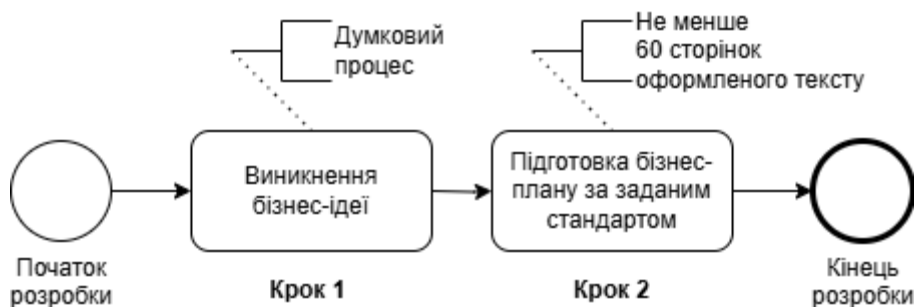 Думковий
процес
Не менше
60 сторінок
оформленого тексту
Виникнення
бізнес-ідеї
Підготовка бізнес-
плану за заданим
стандартом
Початок
розробки
Крок 1
Крок 2
Кінець
розробки